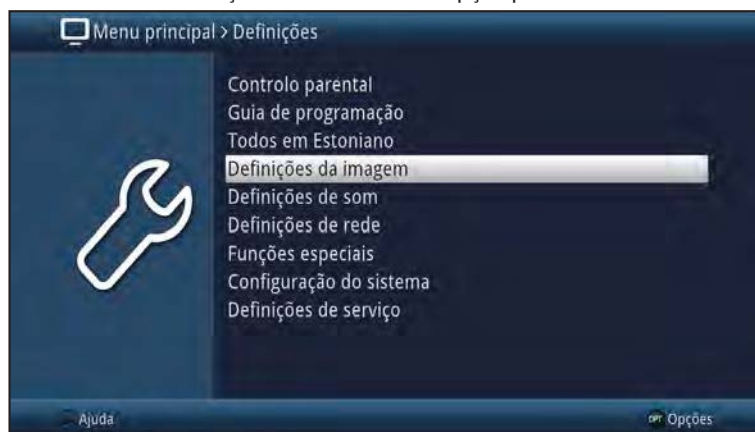 Menu principal > Definições
Controlo parental
Guia de programação
Todos em Estoniano
Definições da imagem
Definições de som
Definições de rede
Funções especiais
Configuração do sistema
Definições de serviço
Ajuda
OPT Opções